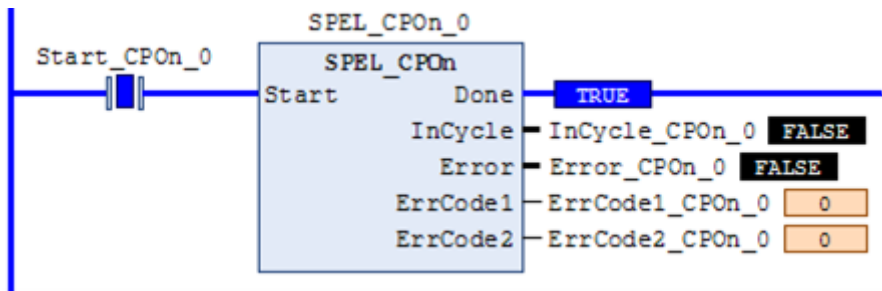 SPEL_CPOn_0
Start_CPOn_0
SPEL_CPOn
Start Done TRUE
InCycle InCycle_CPOn_0 FALSE
Error Error_CPOn_0 FALSE
ErrCode1 ErrCode1_CPOn_0 0
ErrCode2 ErrCode2_CPOn_0 0